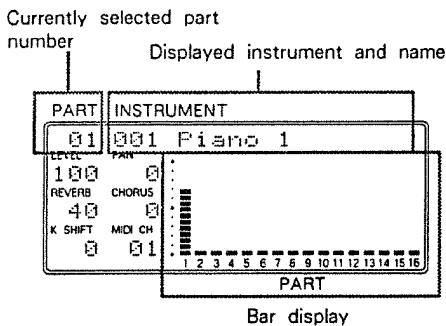 Currently selected part
number
Displayed instrument and name
PART INSTRUMENT
01 001 Piano 1
LEVEL PAN
100 0
REVERB CHORUS
40 0
K SHIFT MIDI CH
0 01
1 2 3 4 5 6 7 8 9 10 11 12 13 14 15 16
PART
Bar display